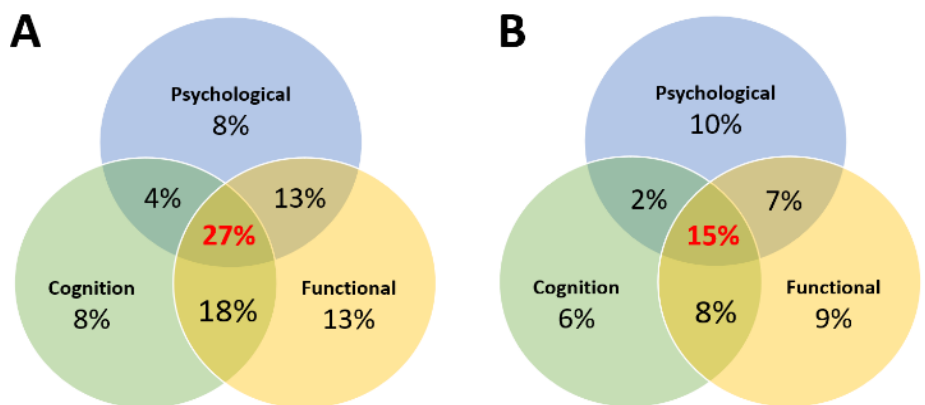 A
Psychological
8%
4%
13%
27%
Cognition
8%
18%
Functional
13%
B
Psychological
10%
2%
7%
15%
Cognition
6%
8%
Functional
9%